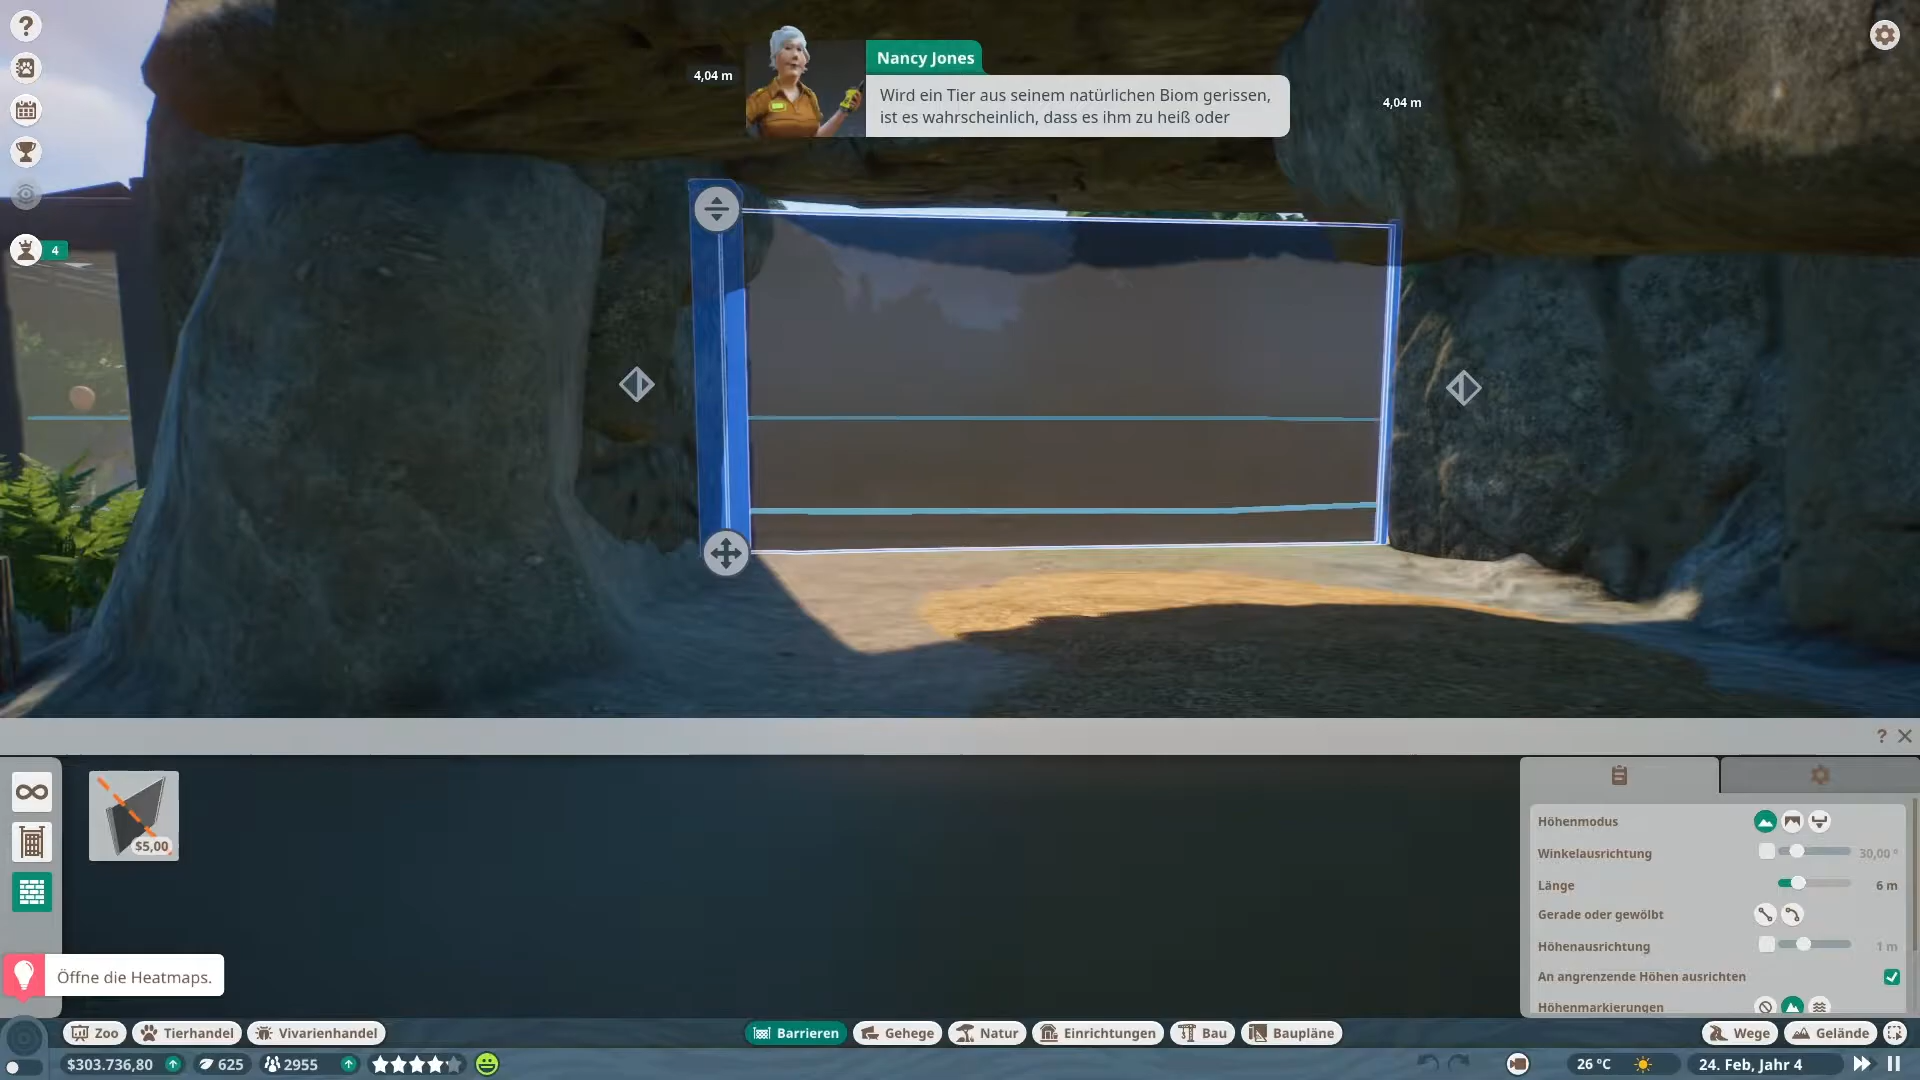 Nancy Jones
4,04 m
Wird ein Tier aus seinem natürlichen Biom gerissen,
ist es wahrscheinlich, dass es ihm zu heiß oder
4,04 m
4
?
? ×
$5,00
Höhenmodus
Winkelausrichtung 30,00 °
Länge 6 m
Gerade oder gewölbt
Höhenausrichtung 1 m
An angrenzende Höhen ausrichten
Höhenmarkierungen
Öffne die Heatmaps.
Zoo Tierhandel Vivarienhandel Barrieren Gehege Natur Einrichtungen Bau Baupläne Wege Gelände
$303.736,80 625 2955 26 °C 24. Feb, Jahr 4